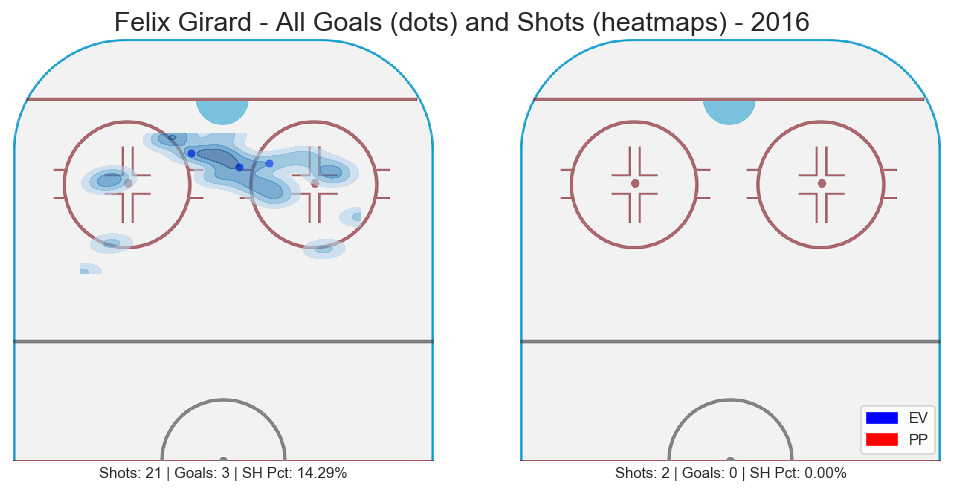 Felix Girard - All Goals (dots) and Shots (heatmaps) - 2016
EV
PP
Shots: 21 | Goals: 3 | SH Pct: 14.29%
Shots: 2 | Goals: 0 | SH Pct: 0.00%